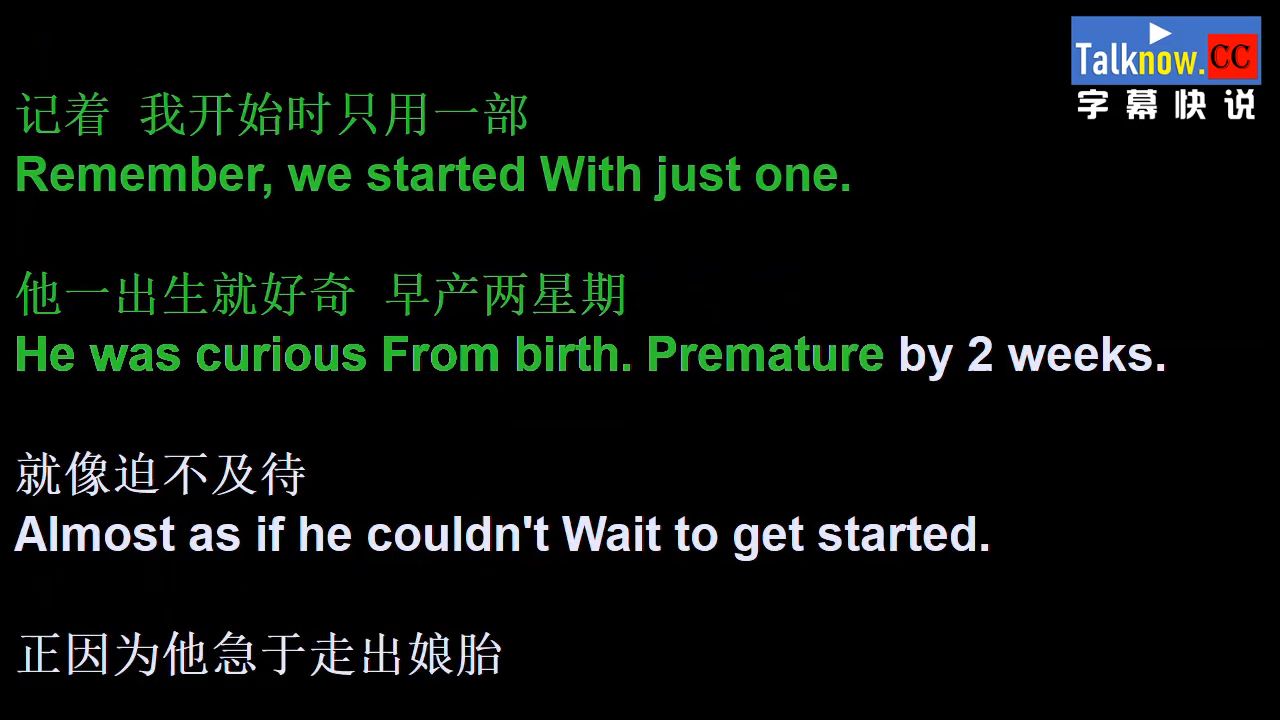 Talknow.CC
字幕快说
记着 我开始时只用一部
Remember, we started With just one.
他一出生就好奇 早产两星期
He was curious From birth. Premature by 2 weeks.
就像迫不及待
Almost as if he couldn't Wait to get started.
正因为他急于走出娘胎